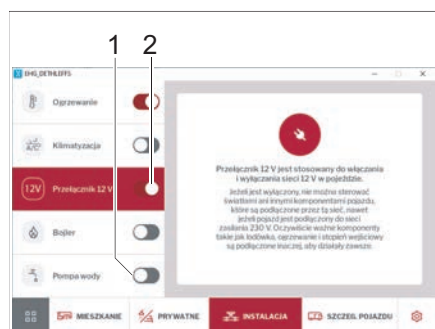 1 2
EHG_DETHLEFFS
Ogrzewanie
Klimatyzacja
12V Przełącznik 12 V
Bojler
Pompa wody
Przełącznik 12 V jest stosowany do włączania
i wyłączania sieci 12 V w pojeździe.
Jeżeli jest wyłączony, nie można sterować
światłami ani innymi komponentami pojazdu,
które są podłączone przez tą sieć, nawet
jeżeli pojazd jest podłączony do sieci
zasilania 230 V. Oczywiście ważne komponenty
takie jak lodówka, ogrzewanie i stopień wejściowy
są podłączone inaczej, aby działały zawsze.
MIESZKANIE PRYWATNE INSTALACJA SZCZEGÓŁ POJAZDU